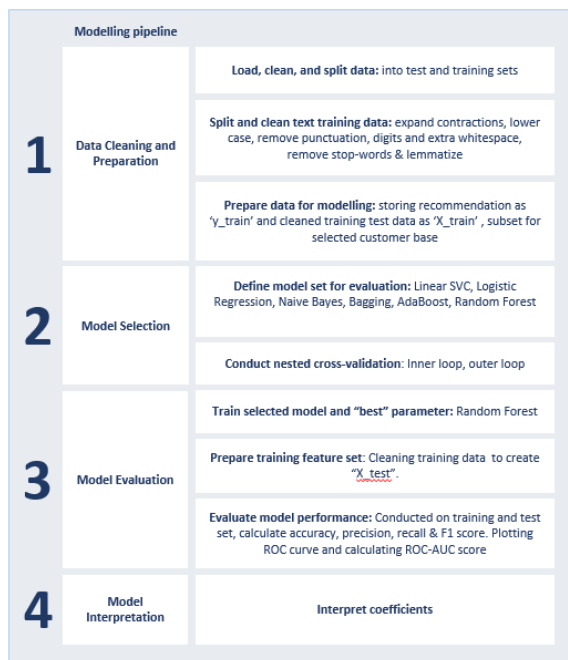 Modelling pipeline
1
Data Cleaning and
Preparation
Load, clean, and split data: into test and training sets
Split and clean text training data: expand contractions, lower
case, remove punctuation, digits and extra whitespace,
remove stop-words & lemmatize
Prepare data for modelling: storing recommendation as
'y_train' and cleaned training test data as 'X_train' , subset for
selected customer base
2
Model Selection
Define model set for evaluation: Linear SVC, Logistic
Regression, Naive Bayes, Bagging, AdaBoost, Random Forest
Conduct nested cross-validation: Inner loop, outer loop
3
Model Evaluation
Train selected model and "best" parameter: Random Forest
Prepare training feature set: Cleaning training data to create
"X_test".
Evaluate model performance: Conducted on training and test
set, calculate accuracy, precision, recall & F1 score. Plotting
ROC curve and calculating ROC-AUC score
4
Model
Interpretation
Interpret coefficients